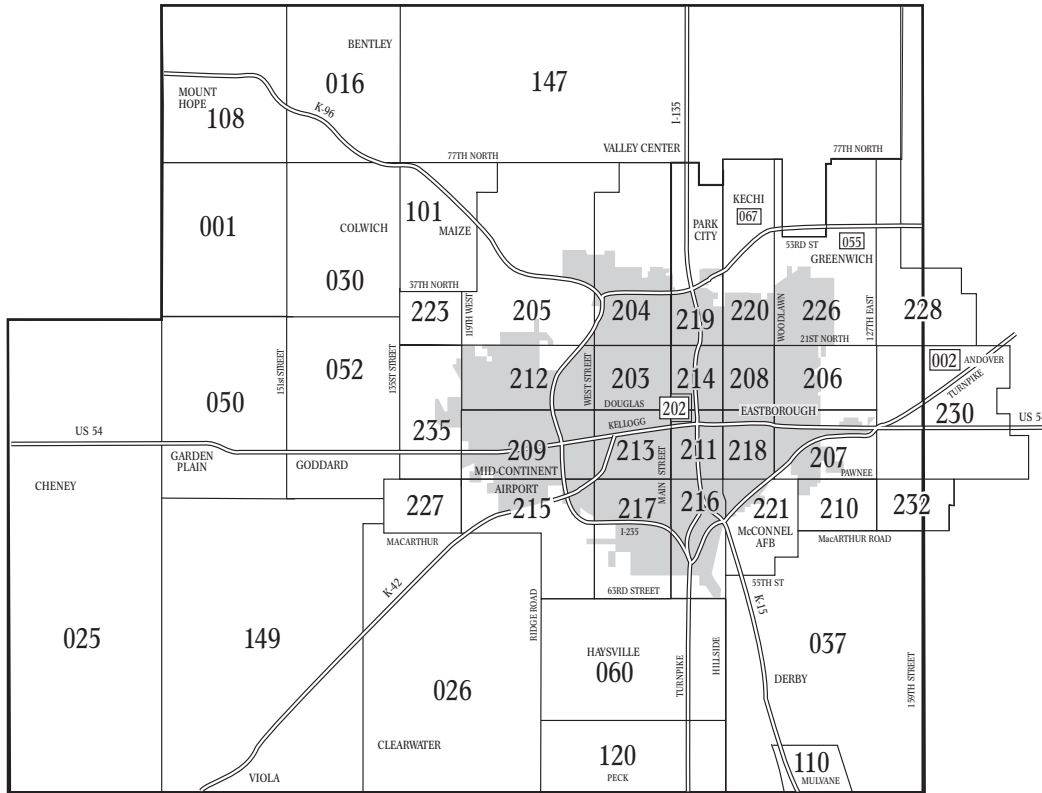 BENTLEY
016
147
MOUNT
HOPE
108
K-96
I-135
77TH NORTH
VALLEY CENTER
77TH NORTH
001
COLWICH
101
MAIZE
KECHI
067
PARK
CITY
53RD ST
055
GREENWICH
030
37TH NORTH
223
119TH WEST
205
204
219
220
WOODLAWN
226
127TH EAST
228
21ST NORTH
151st STREET
052
135ST STREET
212
WEST STREET
203
214
208
206
002
ANDOVER
TURNPIKE
050
DOUGLAS
202
EASTBOROUGH
230
US 54
235
KELLOGG
US 5
GARDEN
PLAIN
GODDARD
209
213
MAIN STREET
211
218
207
PAWNEE
MID-CONTINENT
AIRPORT
CHENEY
227
215
217
216
221
210
232
I-235
McCONNEL
AFB
MACARTHUR
MacARTHUR ROAD
K-42
63RD STREET
55TH ST
K-15
RIDGE ROAD
025
149
HAYSVILLE
060
TURNPIKE
HILLSIDE
037
DERBY
159TH STREET
026
CLEARWATER
120
PECK
110
MULVANE
VIOLA